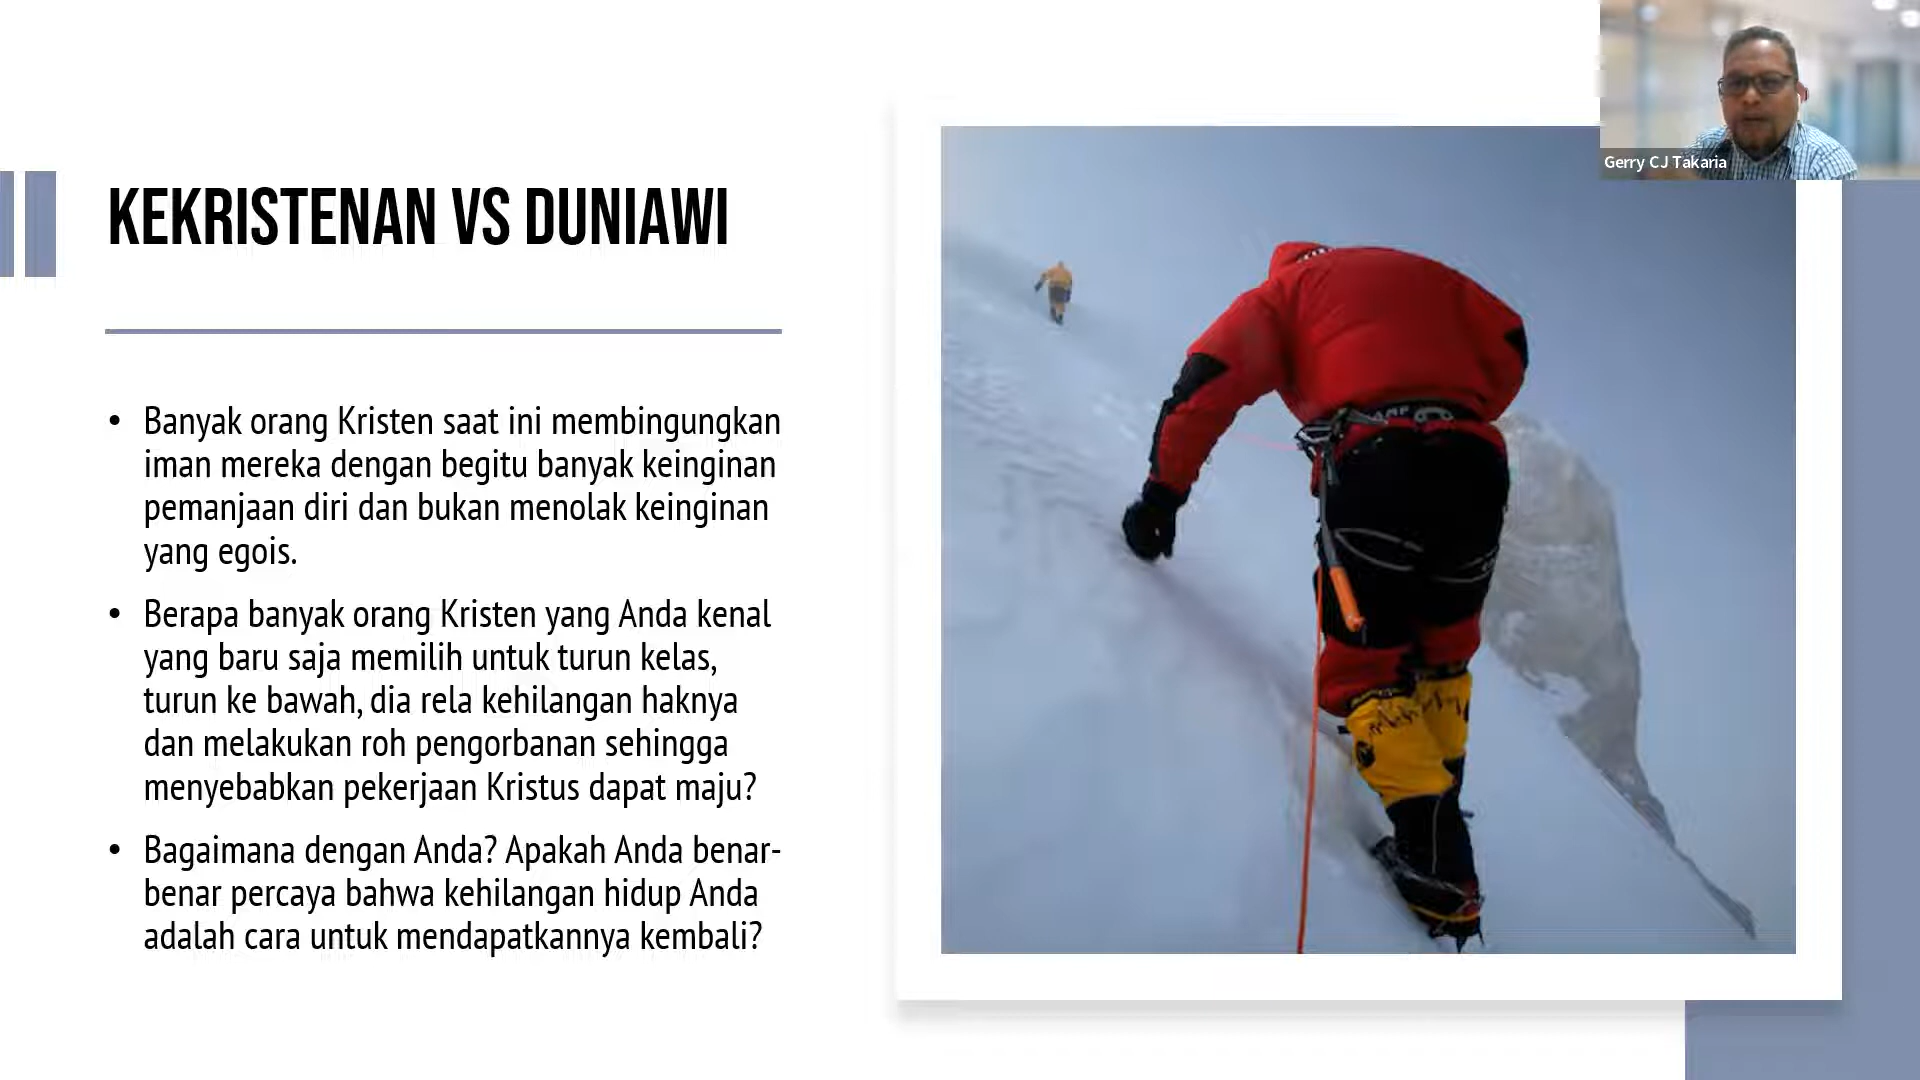 Gerry CJ Takaria
KEKRISTENAN VS DUNIAWI
• Banyak orang Kristen saat ini membingungkan
iman mereka dengan begitu banyak keinginan
pemanjaan diri dan bukan menolak keinginan
yang egois.
• Berapa banyak orang Kristen yang Anda kenal
yang baru saja memilih untuk turun kelas,
turun ke bawah, dia rela kehilangan haknya
dan melakukan roh pengorbanan sehingga
menyebabkan pekerjaan Kristus dapat maju?
• Bagaimana dengan Anda? Apakah Anda benar-
benar percaya bahwa kehilangan hidup Anda
adalah cara untuk mendapatkannya kembali?